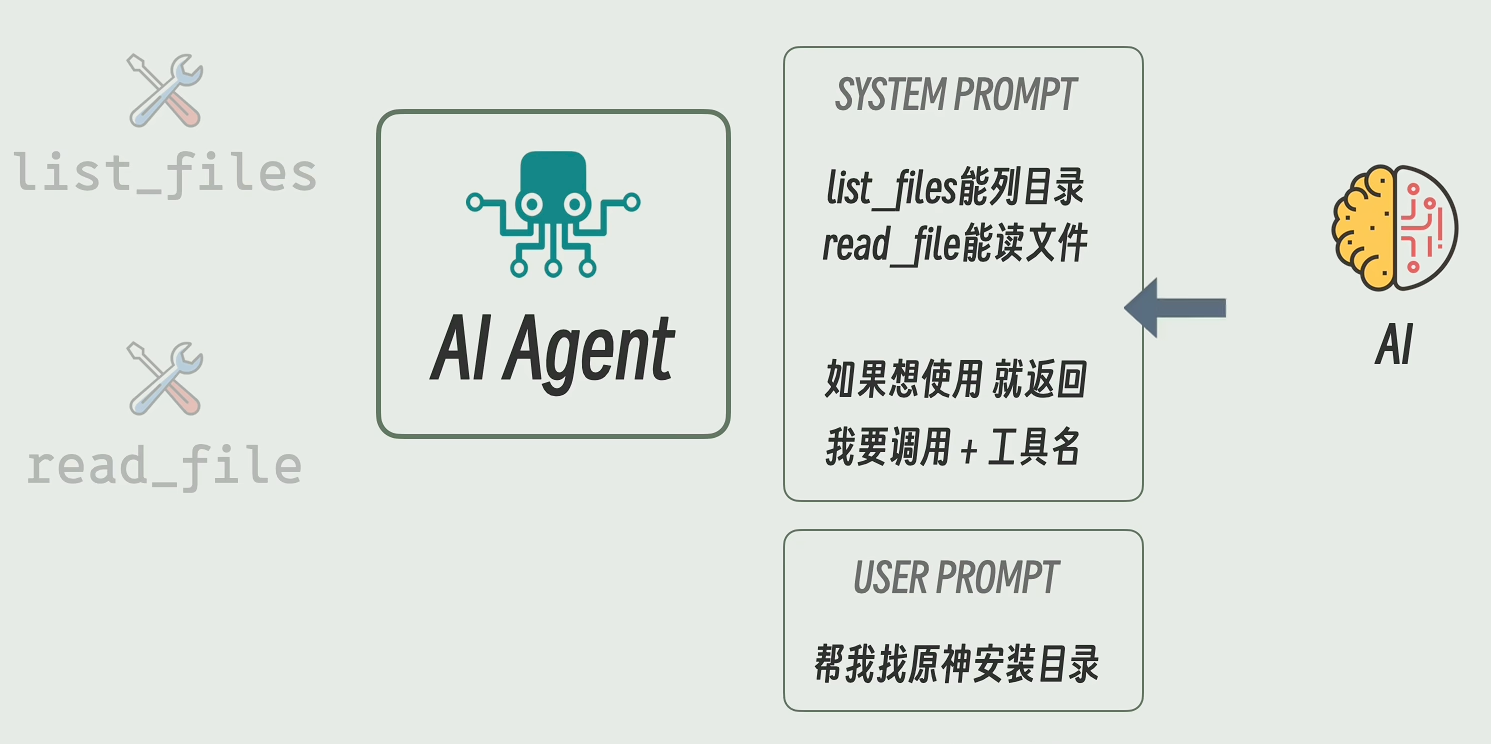 list_files
read_file
AI Agent
SYSTEM PROMPT
list_files能列目录
read_file能读文件
如果想使用 就返回
我要调用 + 工具名
USER PROMPT
帮我找原神安装目录
AI